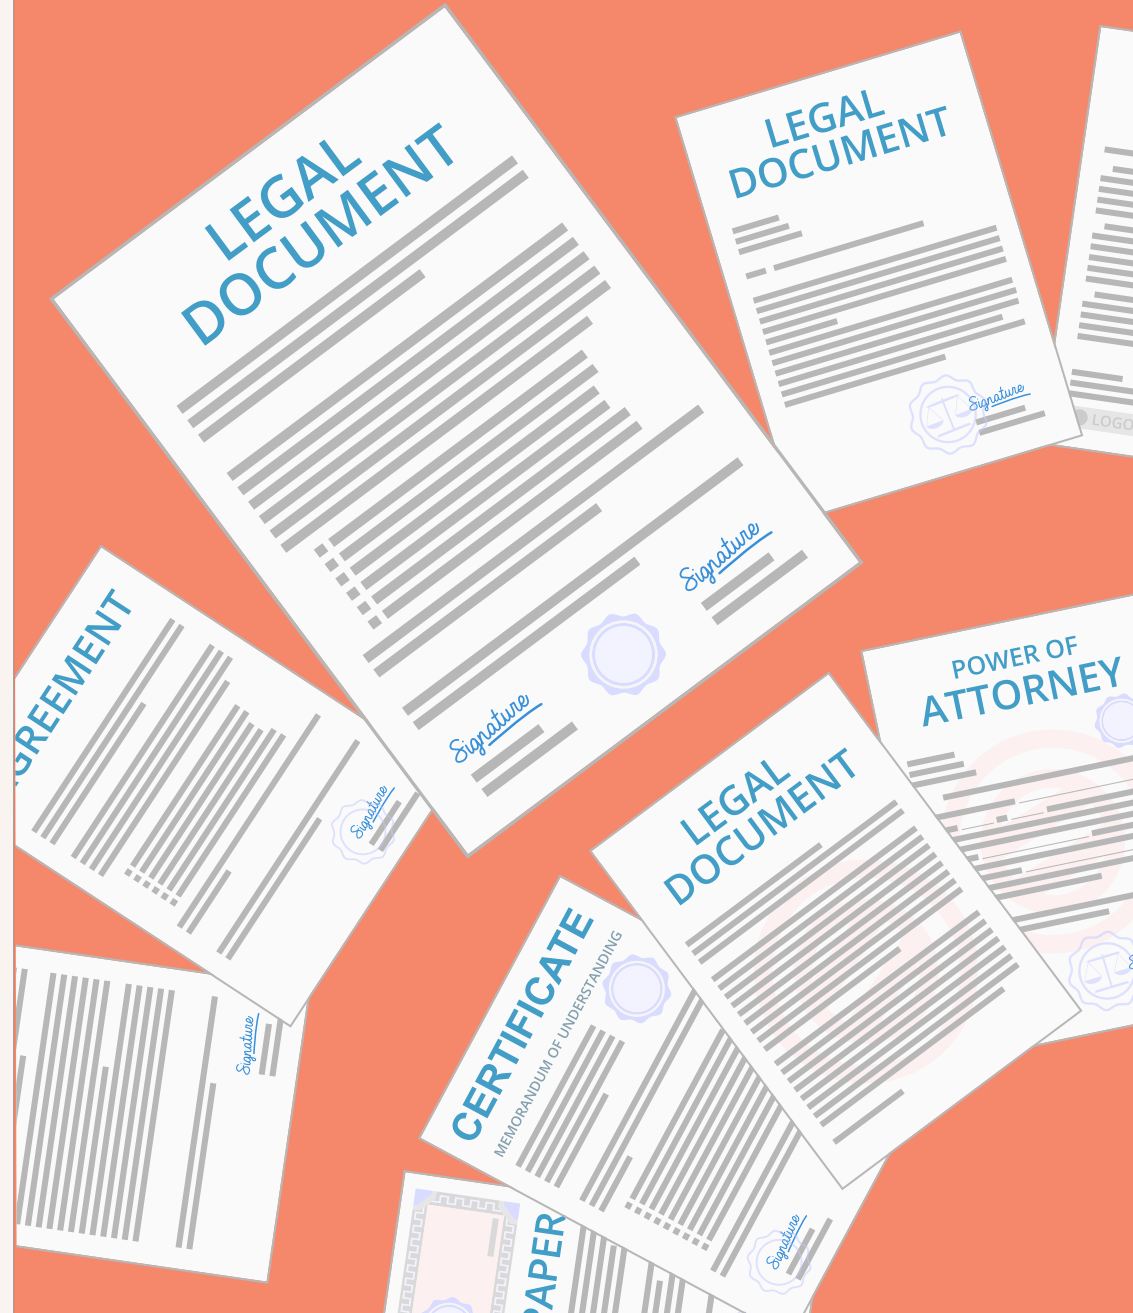 LEGAL
DOCUMENT
Signature
Signature
LEGAL
DOCUMENT
Signature
LOGO
GREEMENT
Signature
POWER OF
ATTORNEY
LEGAL
DOCUMENT
CERTIFICATE
MEMORANDUM OF UNDERSTANDING
Signature
Signature
PAPER